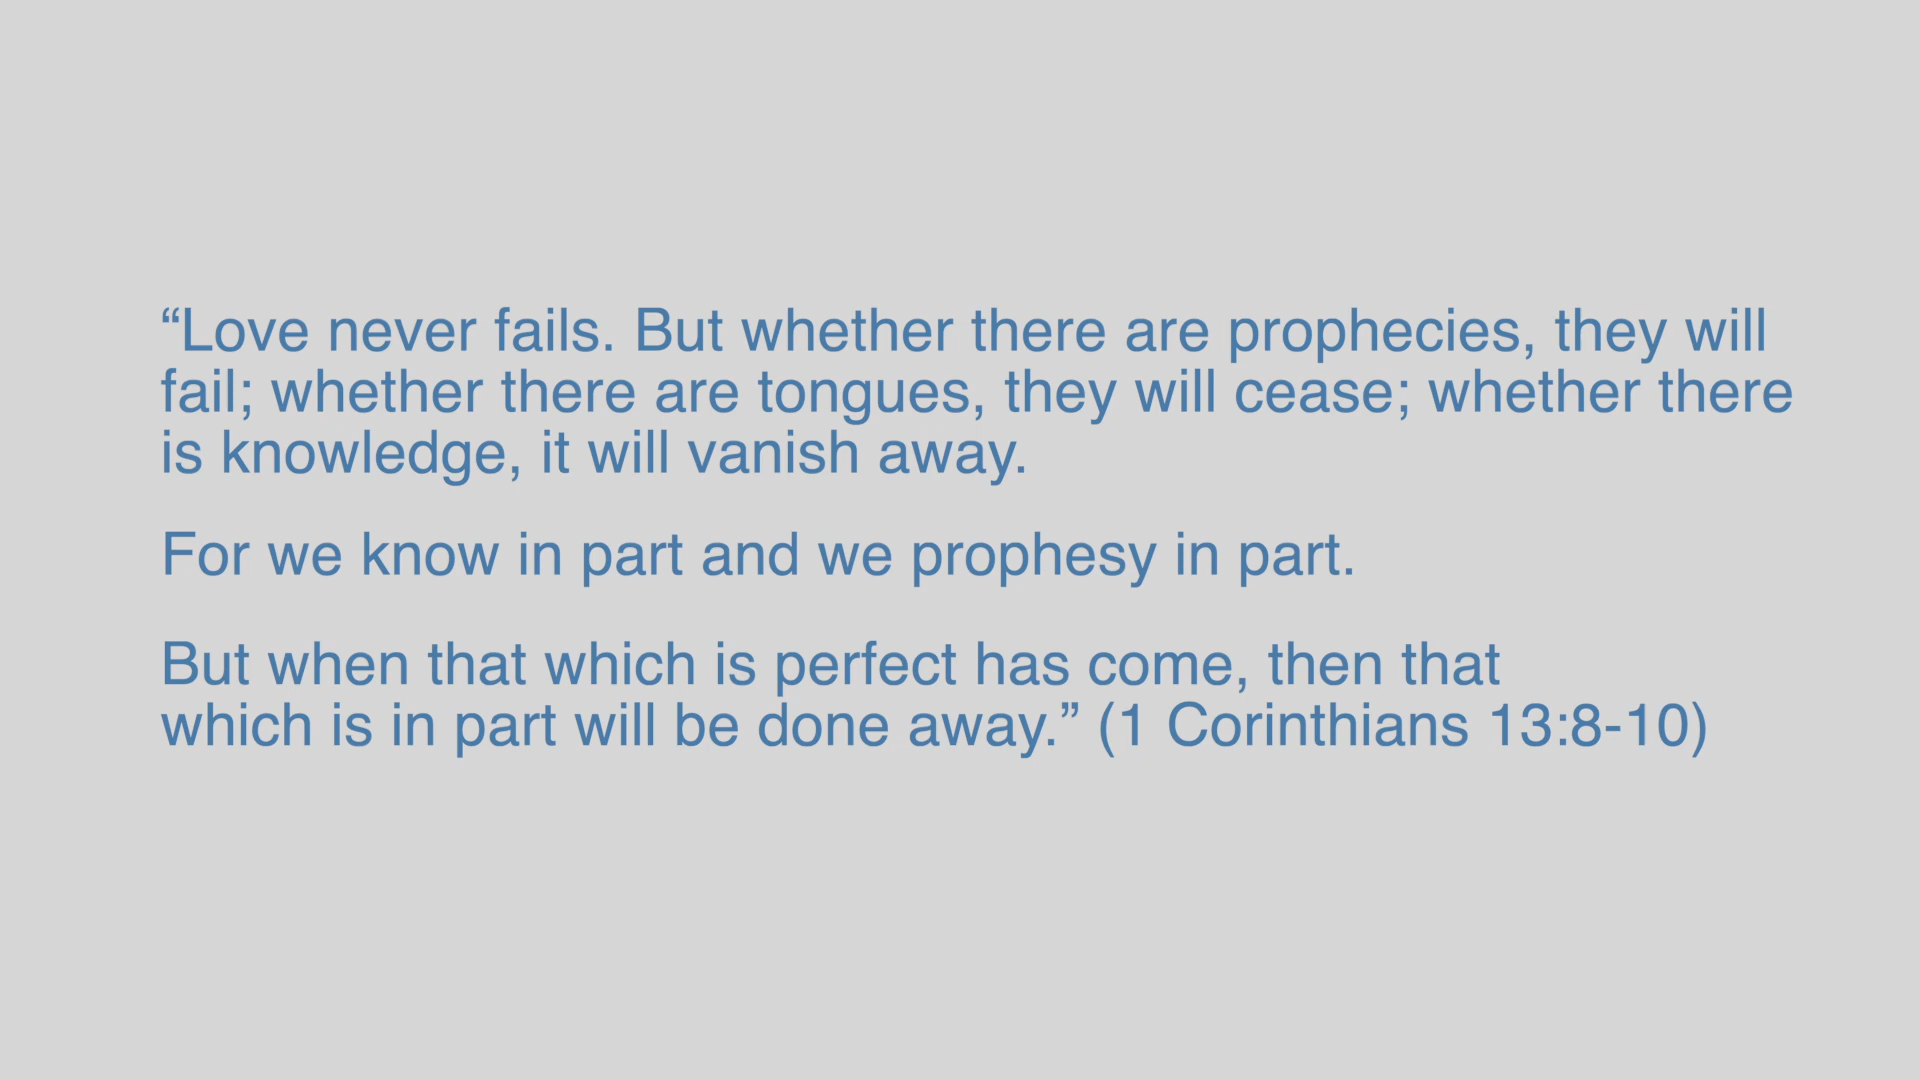 “Love never fails. But whether there are prophecies, they will
fail; whether there are tongues, they will cease; whether there
is knowledge, it will vanish away.
For we know in part and we prophesy in part.
But when that which is perfect has come, then that
which is in part will be done away.” (1 Corinthians 13:8-10)